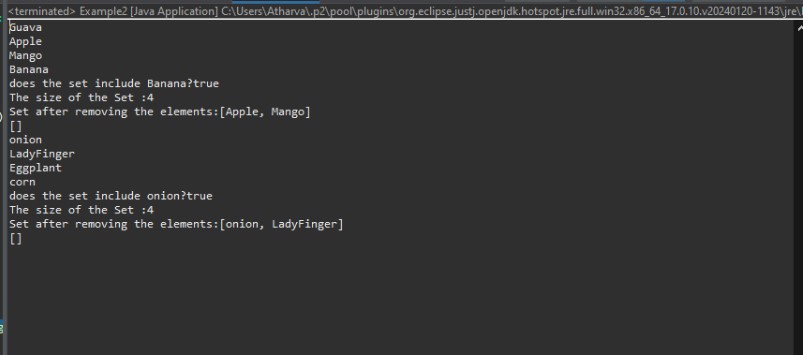 <terminated> Example2 [Java Application] C:\Users\Atharva\.p2\pool\plugins\org.eclipse.justj.openjdk.hotspot.jre.full.win32.x86_64_17.0.10.v20240120-1143\jre\
Guava
Apple
Mango
Banana
does the set include Banana?true
The size of the Set :4
Set after removing the elements:[Apple, Mango]
[]
onion
LadyFinger
Eggplant
corn
does the set include onion?true
The size of the Set :4
Set after removing the elements:[onion, LadyFinger]
[]